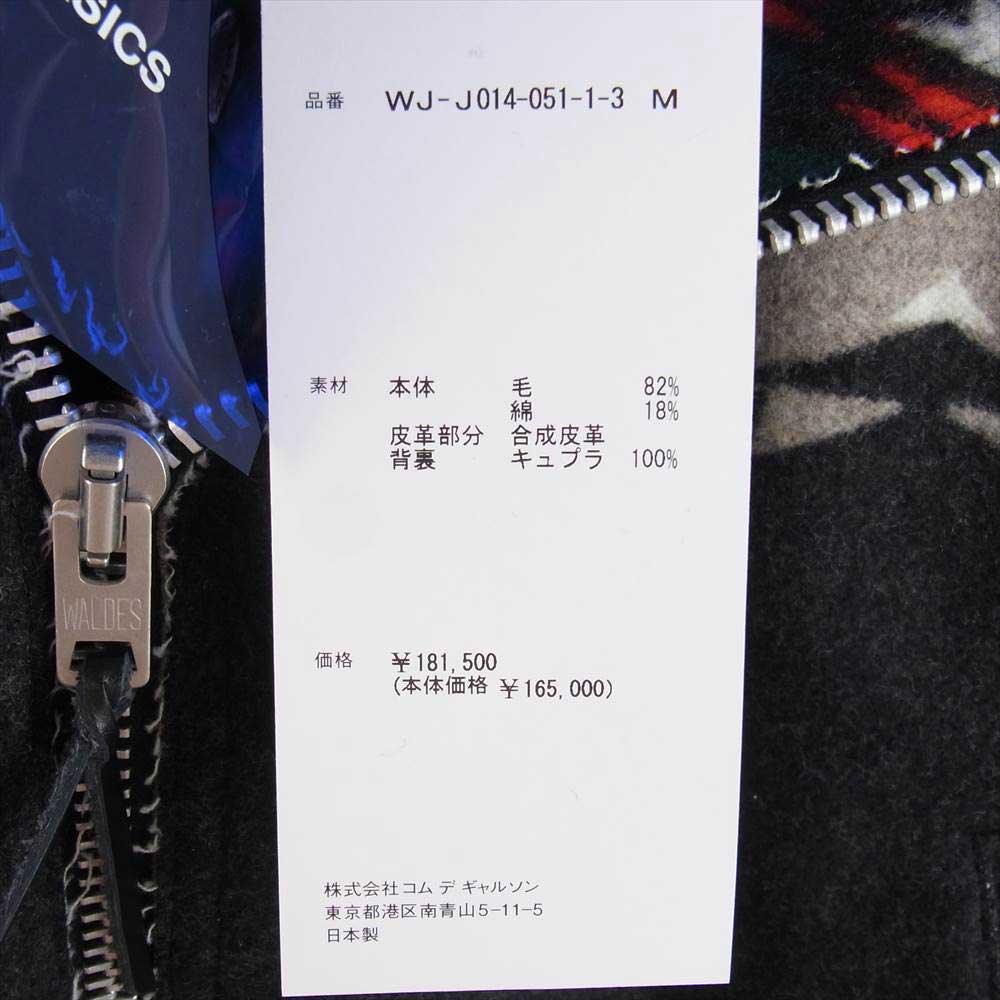 SICS
品番 WJ-J014-051-1-3 M
素材 本体 毛 82%
綿 18%
皮革部分 合成皮革
背裏 キュプラ 100%
WALDES
価格 ¥181,500
(本体価格 ¥165,000)
株式会社コム デ ギャルソン
東京都港区南青山5-11-5
日本製